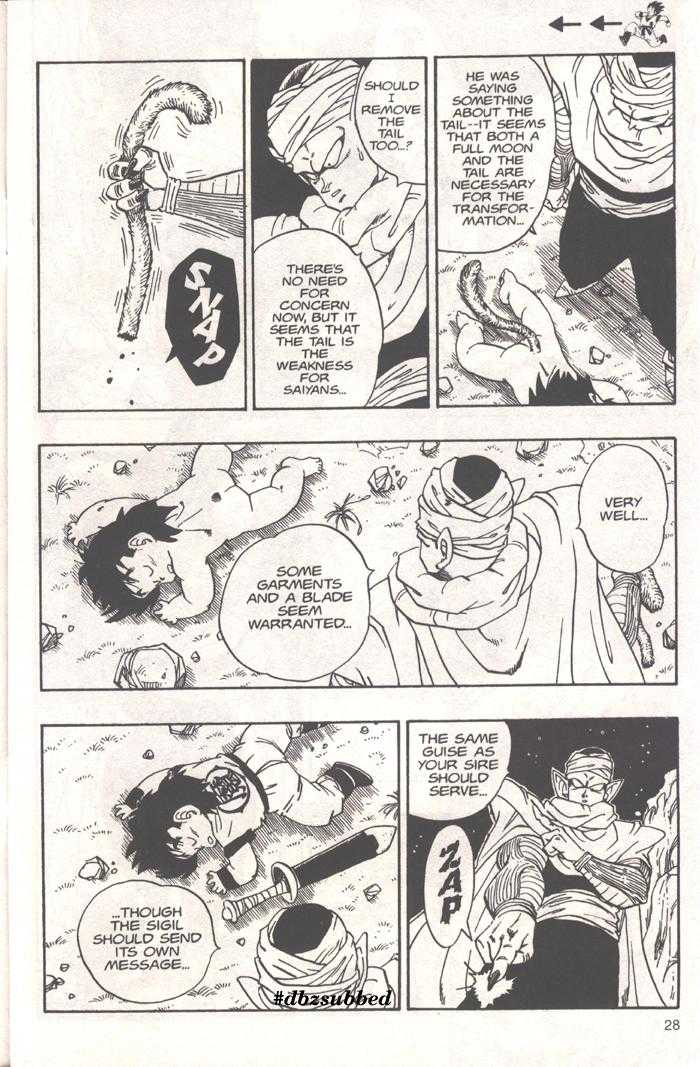 HE WAS
SAYING
SOMETHING
ABOUT THE
TAIL--IT SEEMS
THAT BOTH A
FULL MOON
AND THE
TAIL ARE
NECESSARY
FOR THE
TRANSFOR-
MATION...
SHOULD
I
REMOVE
THE
TAIL
TOO...?
THERE'S
NO NEED
FOR
CONCERN
NOW, BUT IT
SEEMS THAT
THE TAIL IS
THE
WEAKNESS
FOR
SAIYANS...
SNAP
VERY
WELL...
SOME
GARMENTS
AND A BLADE
SEEM
WARRANTED...
THE SAME
GUISE AS
YOUR SIRE
SHOULD
SERVE...
ZAP
...THOUGH
THE SIGIL
SHOULD SEND
ITS OWN
MESSAGE...
#dbzsubbed
28